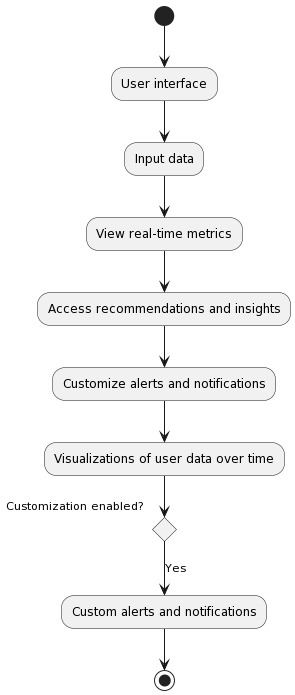 User interface
Input data
View real-time metrics
Access recommendations and insights
Customize alerts and notifications
Visualizations of user data over time
Customization enabled?
Yes
Custom alerts and notifications